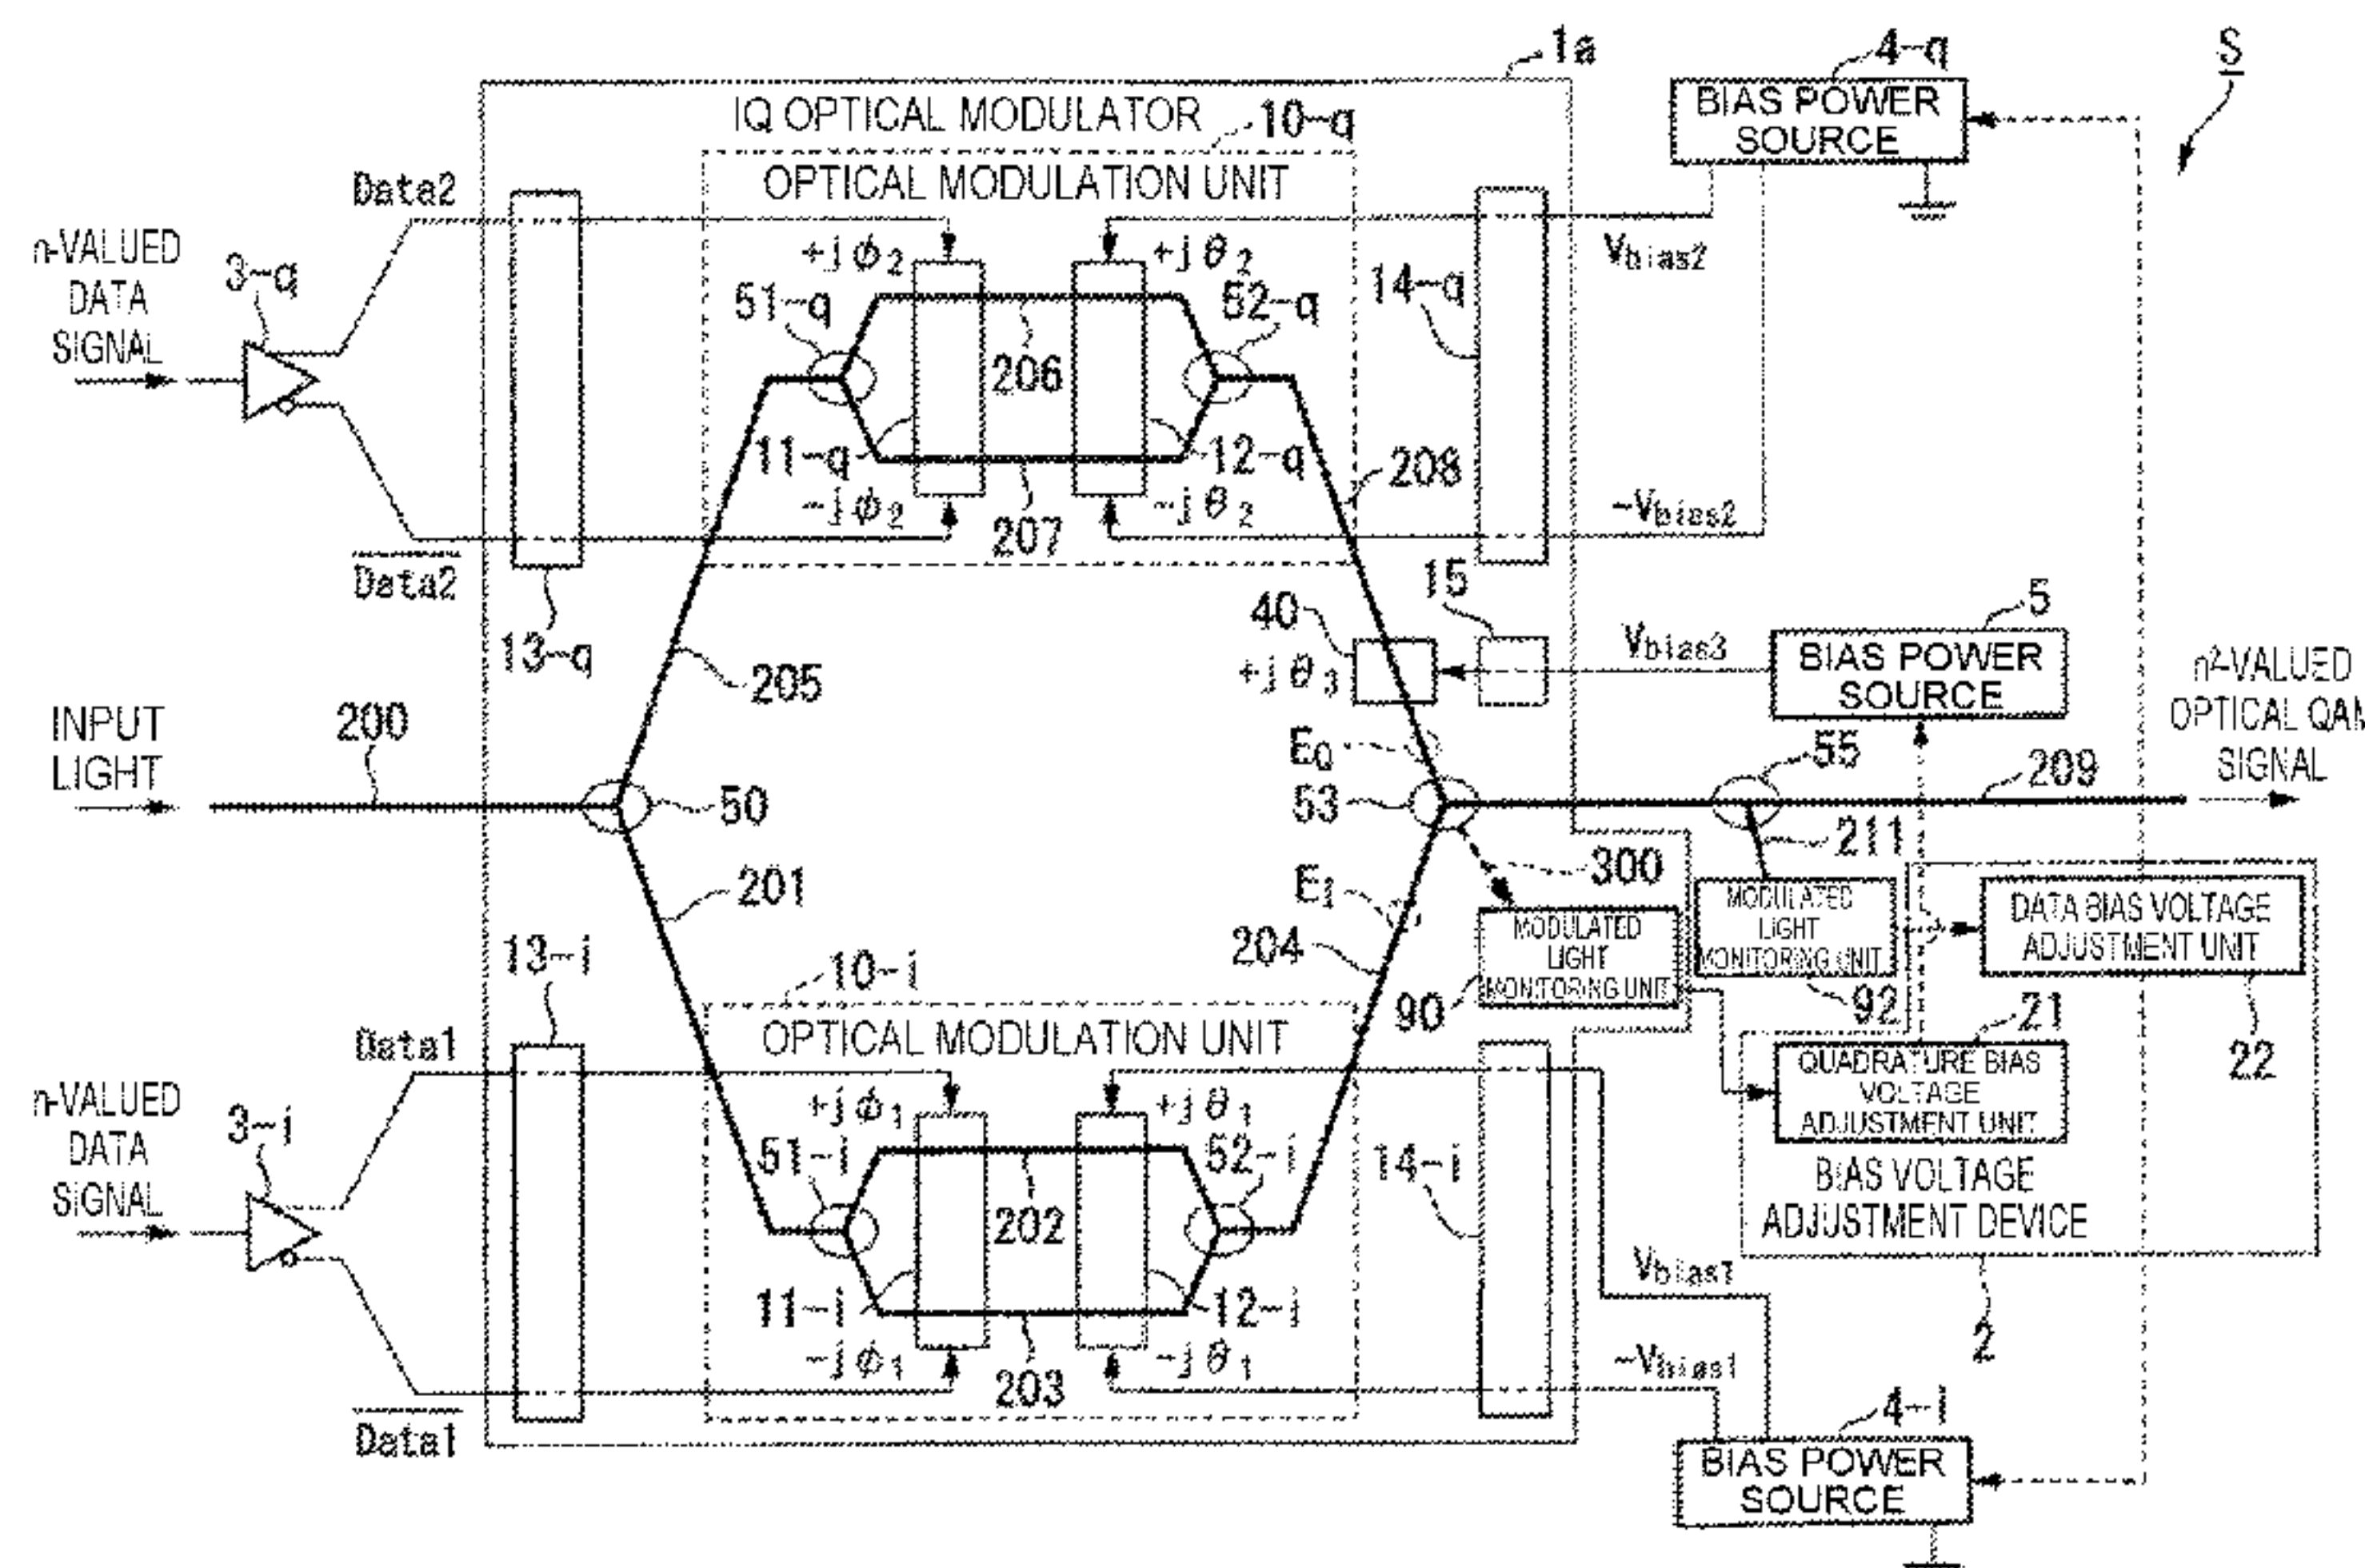 1a
4-q
S
BIAS POWER
SOURCE
IQ OPTICAL MODULATOR
10-q
OPTICAL MODULATION UNIT
Data2
n-VALUED
DATA
SIGNAL
3-q
+jϕ2
+jθ2
Vbias2
51-q
52-q
14-q
206
11-q
12-q
208
-jϕ2
-jθ2
-Vbias2
207
Data2
13-q
15
40
+jθ3
Vbias3
5
BIAS POWER
SOURCE
n²-VALUED
OPTICAL QAM
SIGNAL
205
INPUT
LIGHT
200
50
EQ
53
55
209
211
300
201
EI
204
MODULATED
LIGHT
MONITORING UNIT
90
MODULATED
LIGHT
MONITORING UNIT
92
DATA BIAS VOLTAGE
ADJUSTMENT UNIT
22
21
QUADRATURE BIAS
VOLTAGE
ADJUSTMENT UNIT
BIAS VOLTAGE
ADJUSTMENT DEVICE
2
13-i
10-i
OPTICAL MODULATION UNIT
Data1
n-VALUED
DATA
SIGNAL
3-i
+jϕ1
+jθ1
51-i
52-i
14-i
202
11-i
12-i
Vbias1
-jϕ1
-jθ1
-Vbias1
203
Data1
4-i
BIAS POWER
SOURCE